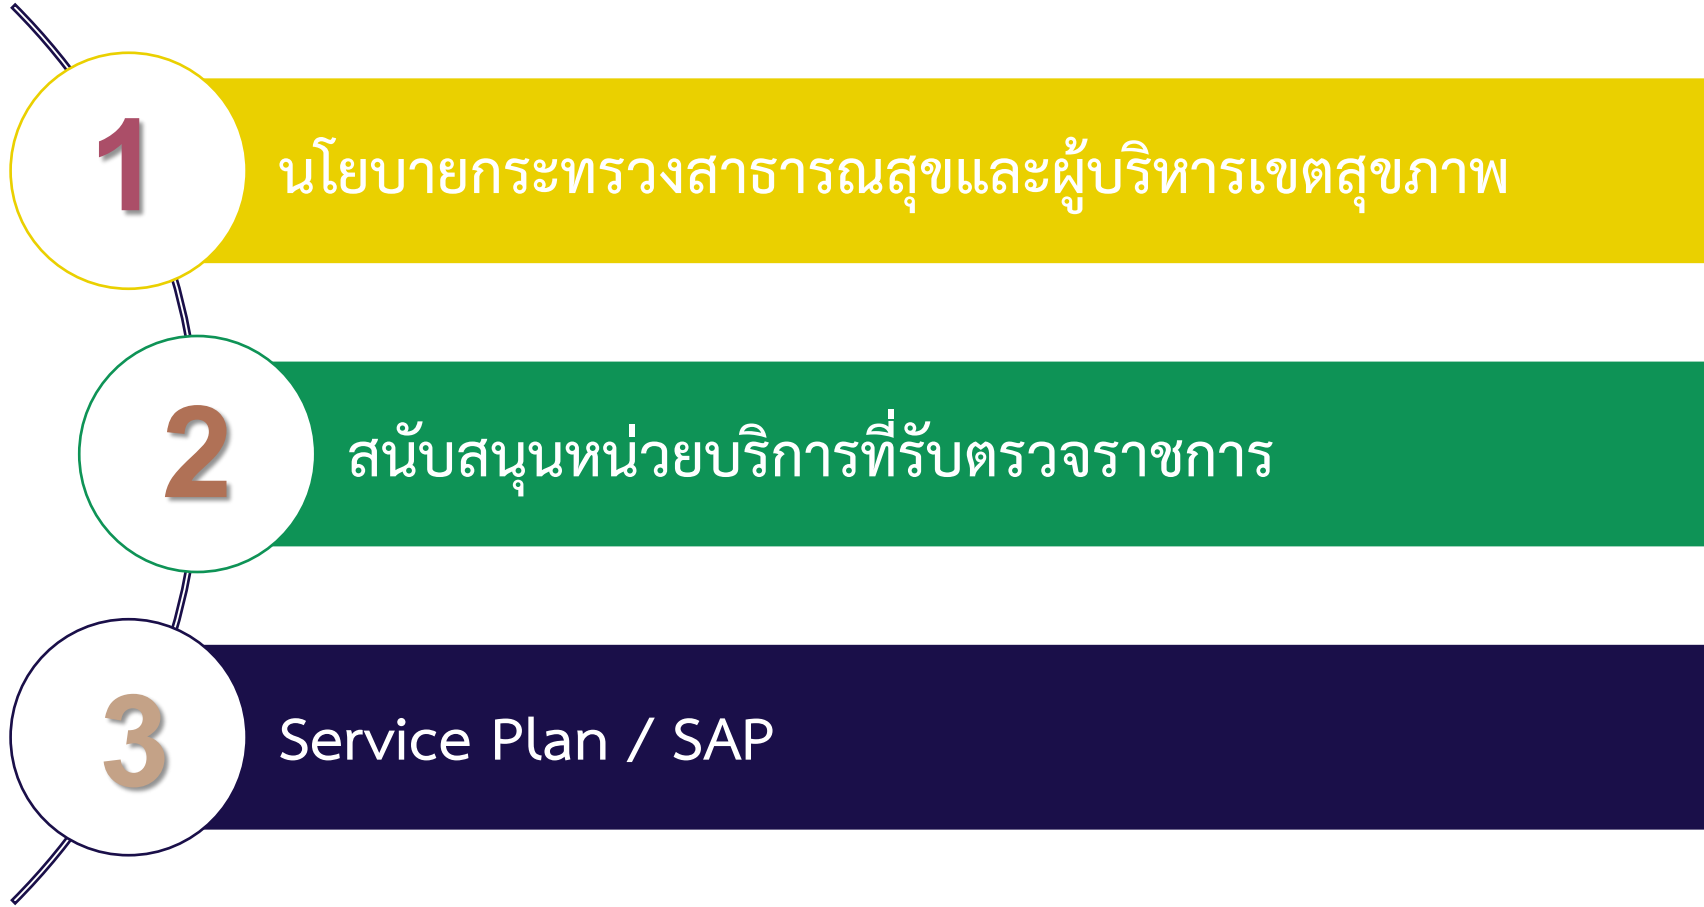 1
นโยบายกระทรวงสาธารณสุขและผู้บริหารเขตสุขภาพ
2
สนับสนุนหน่วยบริการที่รับตรวจราชการ
3
Service Plan / SAP